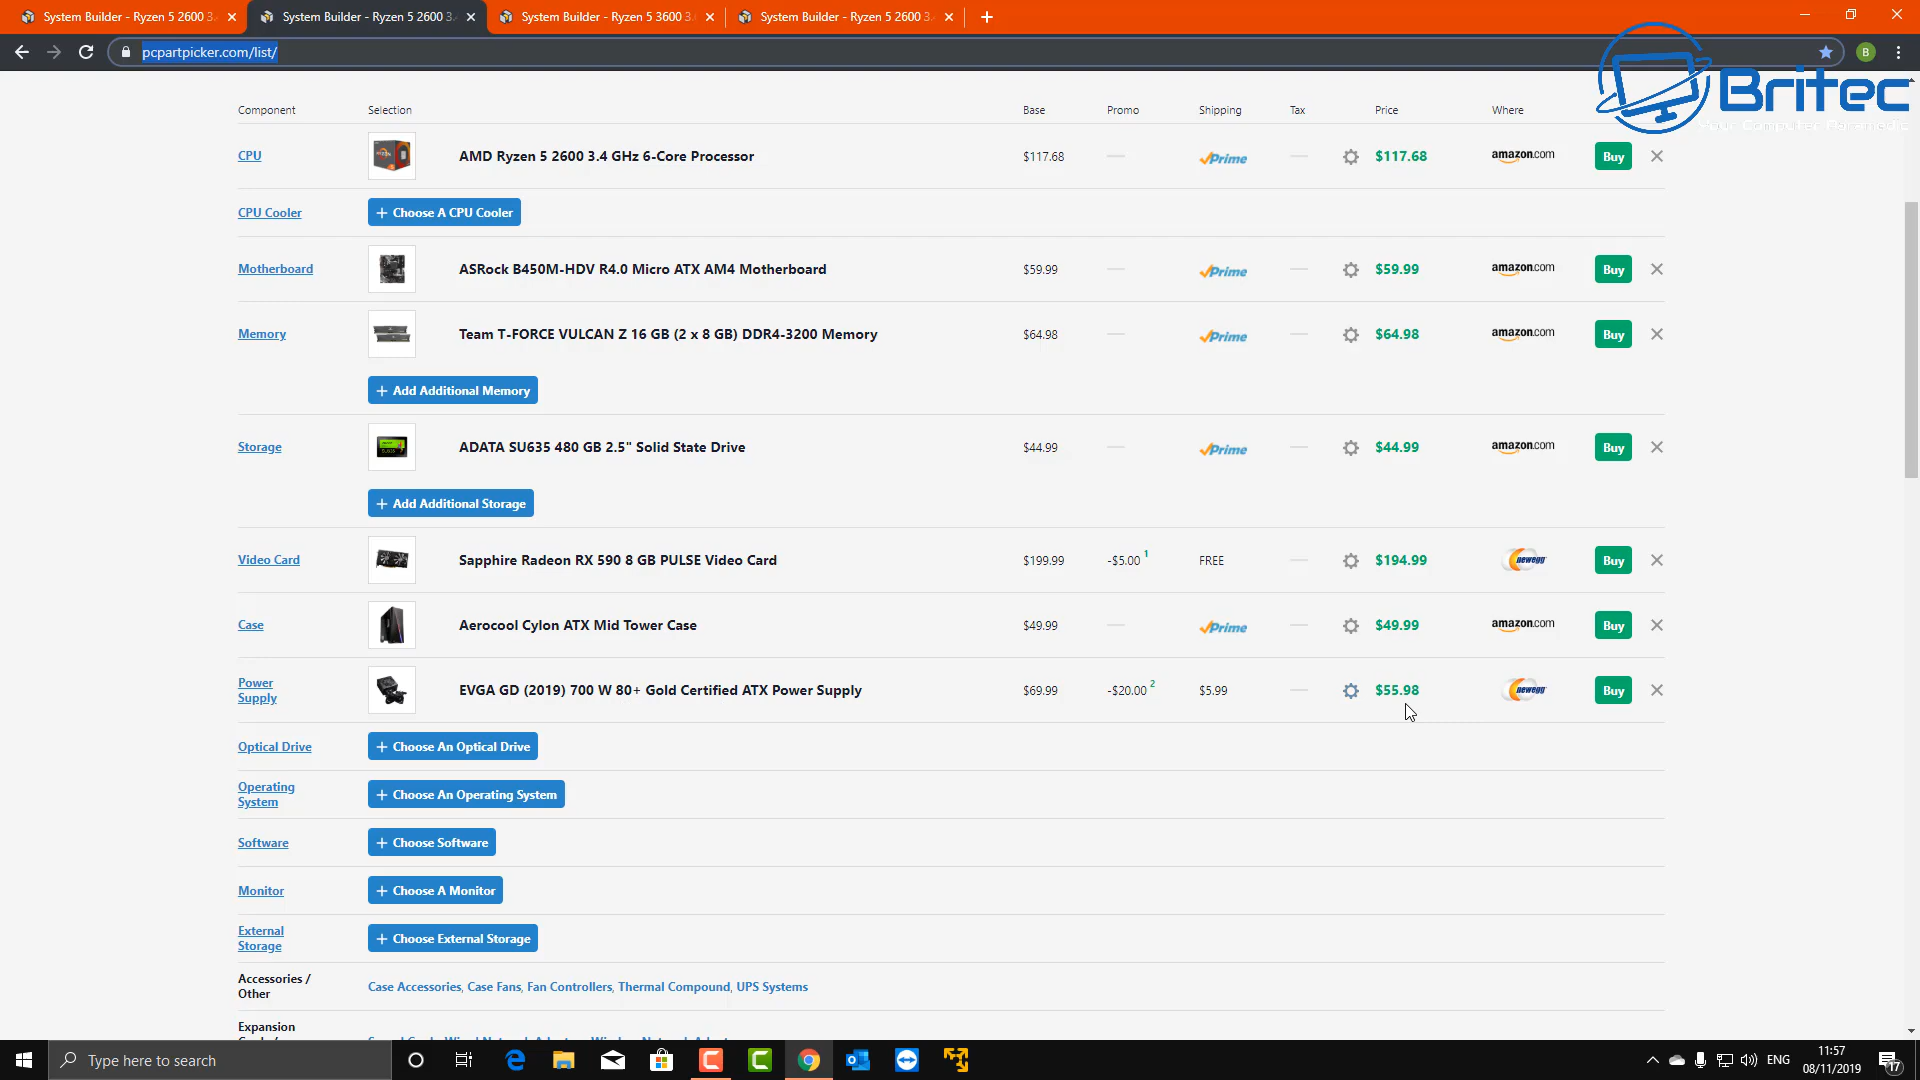 System Builder - Ryzen 5 2600 3. System Builder - Ryzen 5 2600 3. System Builder - Ryzen 5 3600 3. System Builder - Ryzen 5 2600 3.
pcpartpicker.com/list/ B
Britec
Your Computer Paramedic
Component Selection Base Promo Shipping Tax Price Where
CPU AMD Ryzen 5 2600 3.4 GHz 6-Core Processor $117.68 — Prime — $117.68 amazon.com Buy
CPU Cooler + Choose A CPU Cooler
Motherboard ASRock B450M-HDV R4.0 Micro ATX AM4 Motherboard $59.99 — Prime — $59.99 amazon.com Buy
Memory Team T-FORCE VULCAN Z 16 GB (2 x 8 GB) DDR4-3200 Memory $64.98 — Prime — $64.98 amazon.com Buy
+ Add Additional Memory
Storage ADATA SU635 480 GB 2.5" Solid State Drive $44.99 — Prime — $44.99 amazon.com Buy
+ Add Additional Storage
Video Card Sapphire Radeon RX 590 8 GB PULSE Video Card $199.99 -$5.00 1 FREE — $194.99 newegg Buy
Case Aerocool Cylon ATX Mid Tower Case $49.99 — Prime — $49.99 amazon.com Buy
Power
Supply EVGA GD (2019) 700 W 80+ Gold Certified ATX Power Supply $69.99 -$20.00 2 $5.99 — $55.98 newegg Buy
Optical Drive + Choose An Optical Drive
Operating
System + Choose An Operating System
Software + Choose Software
Monitor + Choose A Monitor
External
Storage + Choose External Storage
Accessories /
Other Case Accessories, Case Fans, Fan Controllers, Thermal Compound, UPS Systems
Expansion
Type here to search ENG 11:57
08/11/2019 17